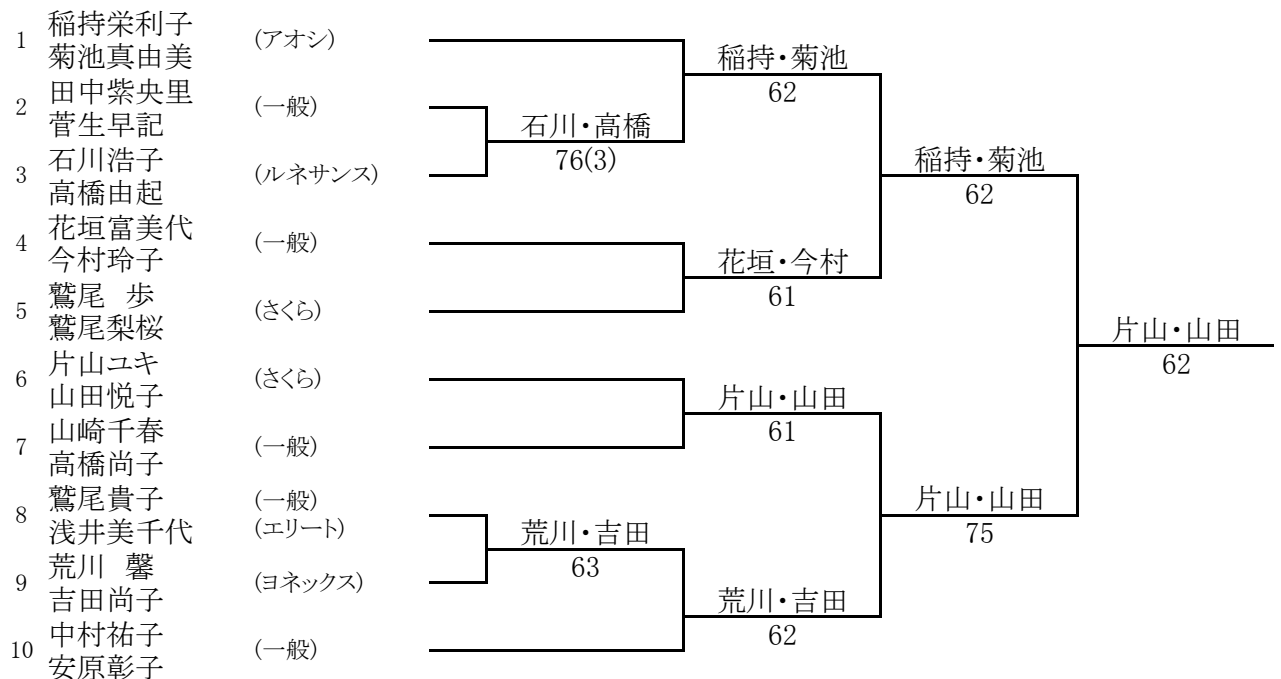 1 稲持栄利子 (アオシ)
菊池真由美
2 田中紫央里 (一般)
菅生早記
3 石川浩子 (ルネサンス)
高橋由起
4 花垣富美代 (一般)
今村玲子
5 鷲尾 歩 (さくら)
鷲尾梨桜
6 片山ユキ (さくら)
山田悦子
7 山崎千春 (一般)
高橋尚子
8 鷲尾貴子 (一般)
浅井美千代 (エリート)
9 荒川 馨 (ヨネックス)
吉田尚子
10 中村祐子 (一般)
安原彰子
石川・高橋
76(3)
荒川・吉田
63
稲持・菊池
62
花垣・今村
61
片山・山田
61
荒川・吉田
62
稲持・菊池
62
片山・山田
75
片山・山田
62